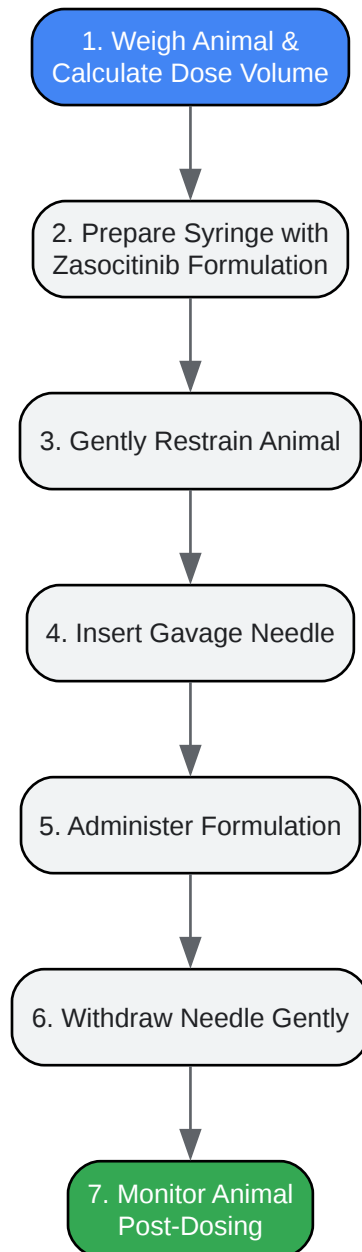 1. Weigh Animal &
Calculate Dose Volume
2. Prepare Syringe with
Zasocitinib Formulation
3. Gently Restrain Animal
4. Insert Gavage Needle
5. Administer Formulation
6. Withdraw Needle Gently
7. Monitor Animal
Post-Dosing